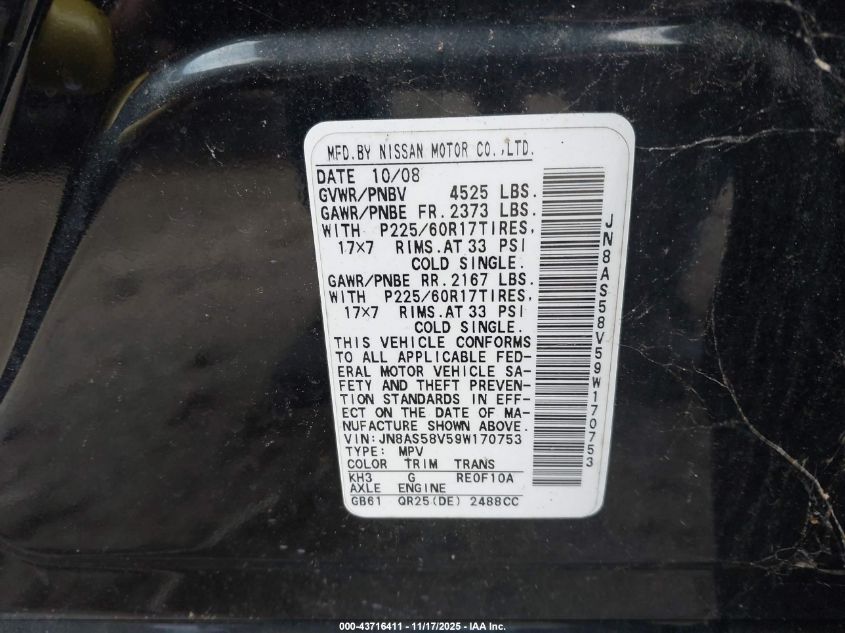 MFD.BY NISSAN MOTOR CO.,LTD.
DATE 10/08
GVWR/PNBV 4525 LBS.
GAWR/PNBE FR. 2373 LBS.
WITH P225/60R17TIRES,
17×7 RIMS.AT 33 PSI
COLD SINGLE.
GAWR/PNBE RR. 2167 LBS.
WITH P225/60R17TIRES,
17×7 RIMS.AT 33 PSI
COLD SINGLE.
THIS VEHICLE CONFORMS
TO ALL APPLICABLE FED-
ERAL MOTOR VEHICLE SA-
FETY AND THEFT PREVEN-
TION STANDARDS IN EFF-
ECT ON THE DATE OF MA-
NUFACTURE SHOWN ABOVE.
VIN:JN8AS58V59W170753
TYPE: MPV
COLOR TRIM TRANS
KH3 G RE0F10A
AXLE ENGINE
GB61 QR25(DE) 2488CC
JN8AS58V59W170753
000-43716411 - 11/17/2025 - IAA Inc.